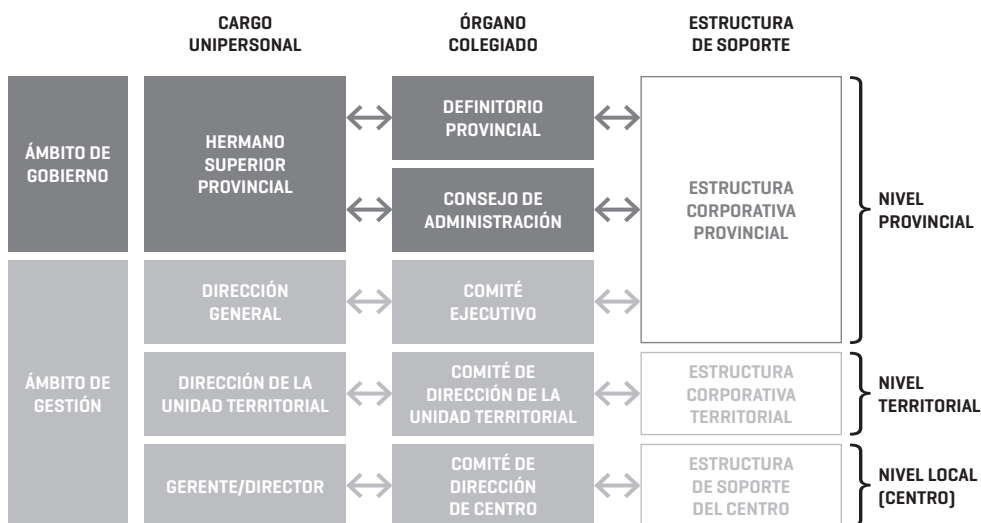 CARGO
UNIPERSONAL
ÓRGANO
COLEGIADO
ESTRUCTURA
DE SOPORTE
ÁMBITO DE
GOBIERNO
HERMANO
SUPERIOR
PROVINCIAL
DEFINITORIO
PROVINCIAL
CONSEJO DE
ADMINISTRACIÓN
ESTRUCTURA
CORPORATIVA
PROVINCIAL
NIVEL
PROVINCIAL
ÁMBITO DE
GESTIÓN
DIRECCIÓN
GENERAL
COMITÉ
EJECUTIVO
DIRECCIÓN DE LA
UNIDAD TERRITORIAL
COMITÉ DE
DIRECCIÓN DE LA
UNIDAD TERRITORIAL
ESTRUCTURA
CORPORATIVA
TERRITORIAL
NIVEL
TERRITORIAL
GERENTE/DIRECTOR
COMITÉ DE
DIRECCIÓN
DE CENTRO
ESTRUCTURA
DE SOPORTE
DEL CENTRO
NIVEL LOCAL
(CENTRO)